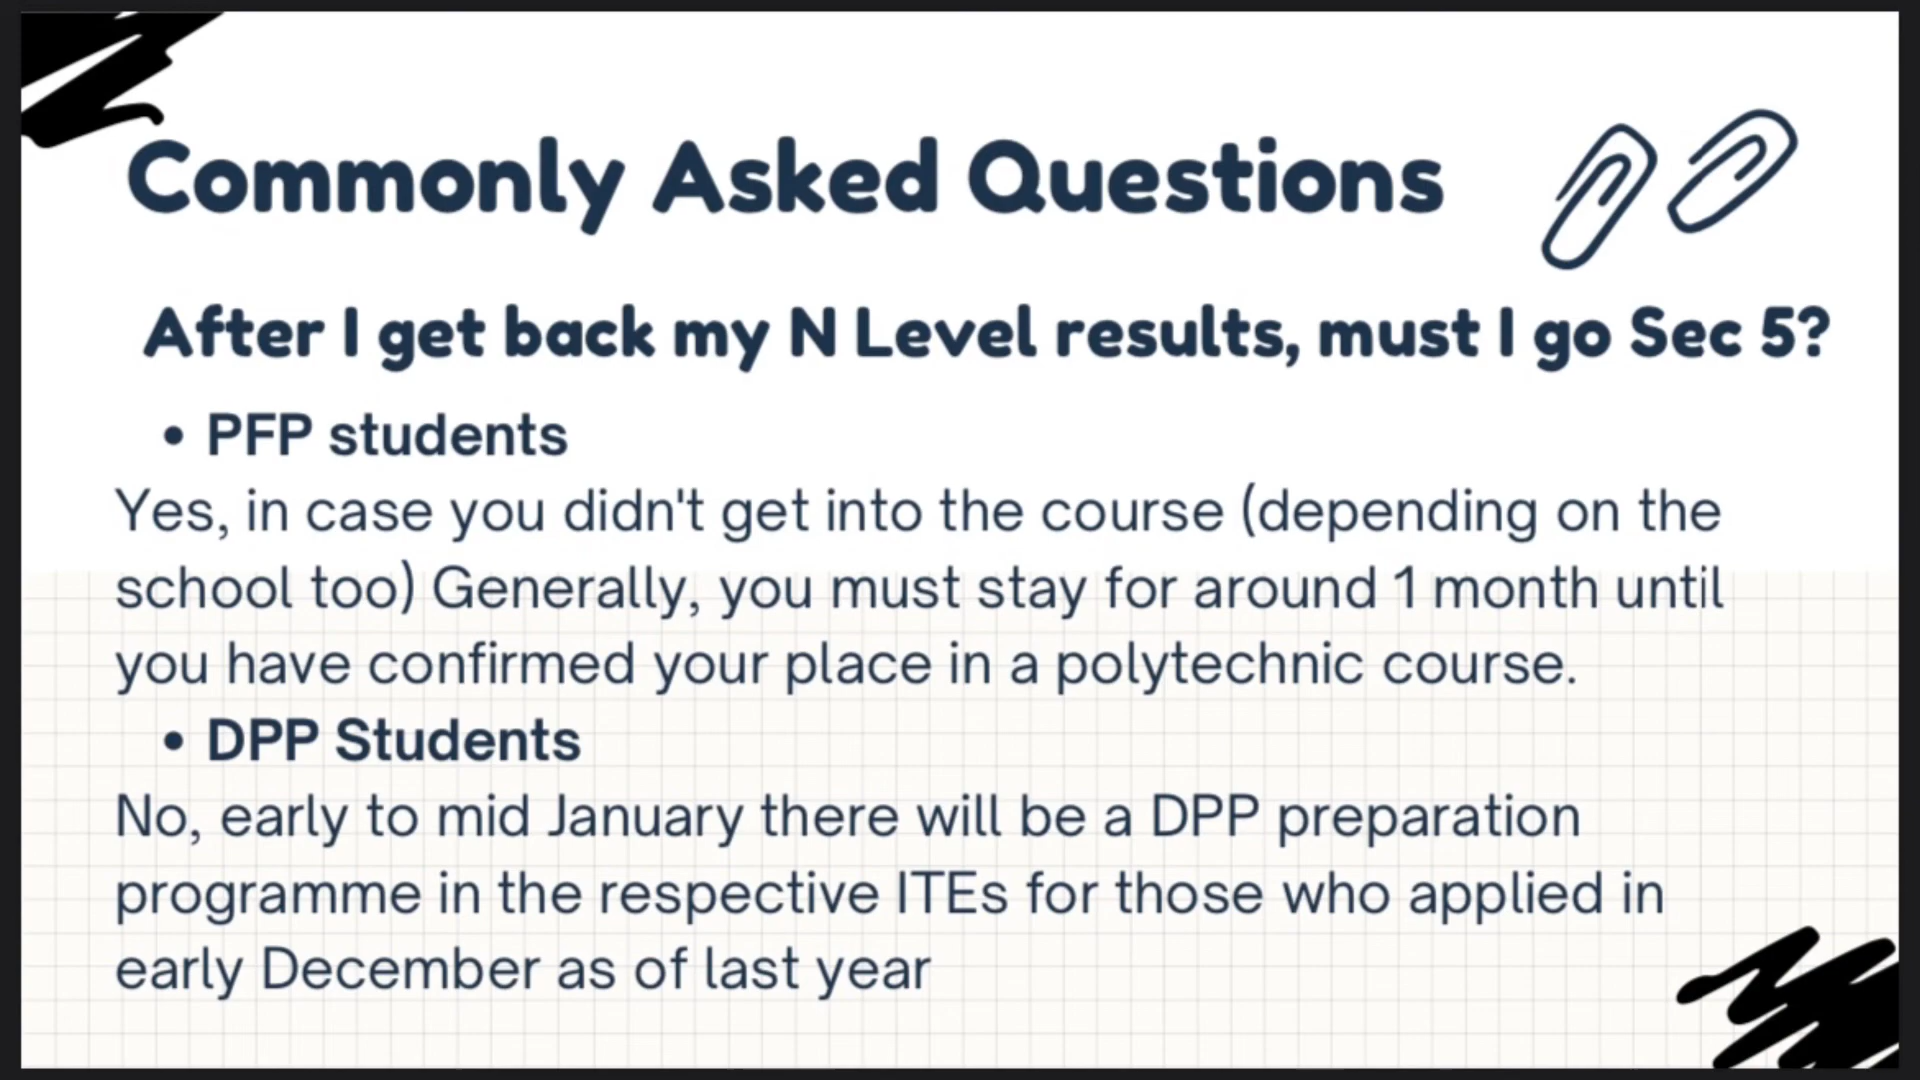 Commonly Asked Questions
After I get back my N Level results, must I go Sec 5?
• PFP students
Yes, in case you didn't get into the course (depending on the
school too) Generally, you must stay for around 1 month until
you have confirmed your place in a polytechnic course.
• DPP Students
No, early to mid January there will be a DPP preparation
programme in the respective ITEs for those who applied in
early December as of last year